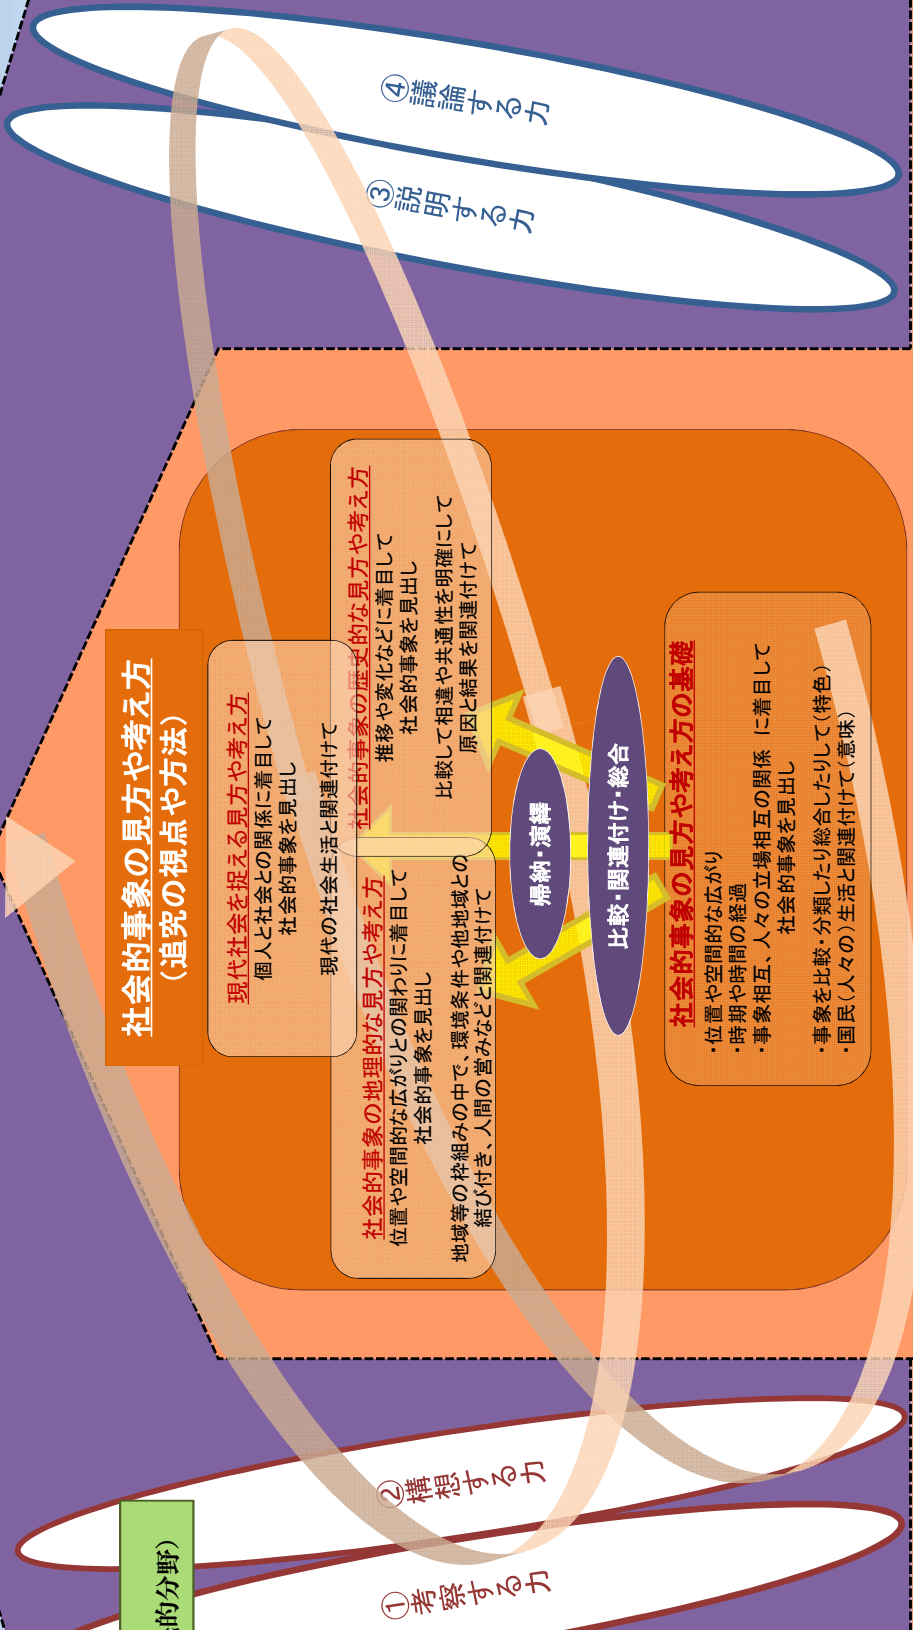 社会的事象の見方や考え方
（追究の視点や方法）
現代社会を捉える見方や考え方
個人と社会との関係に着目して
社会的事象を見出し
現代の社会生活と関連付けて
社会的事象の地理的な見方や考え方
位置や空間的な広がりとの関わりに着目して
社会的事象を見出し
地域等の枠組みの中で、環境条件や他地域との
結び付き、人間の営みなどと関連付けて
社会的事象の歴史的な見方や考え方
推移や変化などに着目して
社会的事象を見出し
比較して相違や共通性を明確にして
原因と結果を関連付けて
帰納・演繹
比較・関連付け・総合
社会的事象の見方や考え方の基礎
・位置や空間的な広がり
・時期や時間の経過
・事象相互、人々の立場相互の関係　に着目して
社会的事象を見出し
・事象を比較・分類したり総合したりして（特色）
・国民（人々の）生活と関連付けて（意味）
①考察する力
②構想する力
③説明する力
④議論する力
的分野）